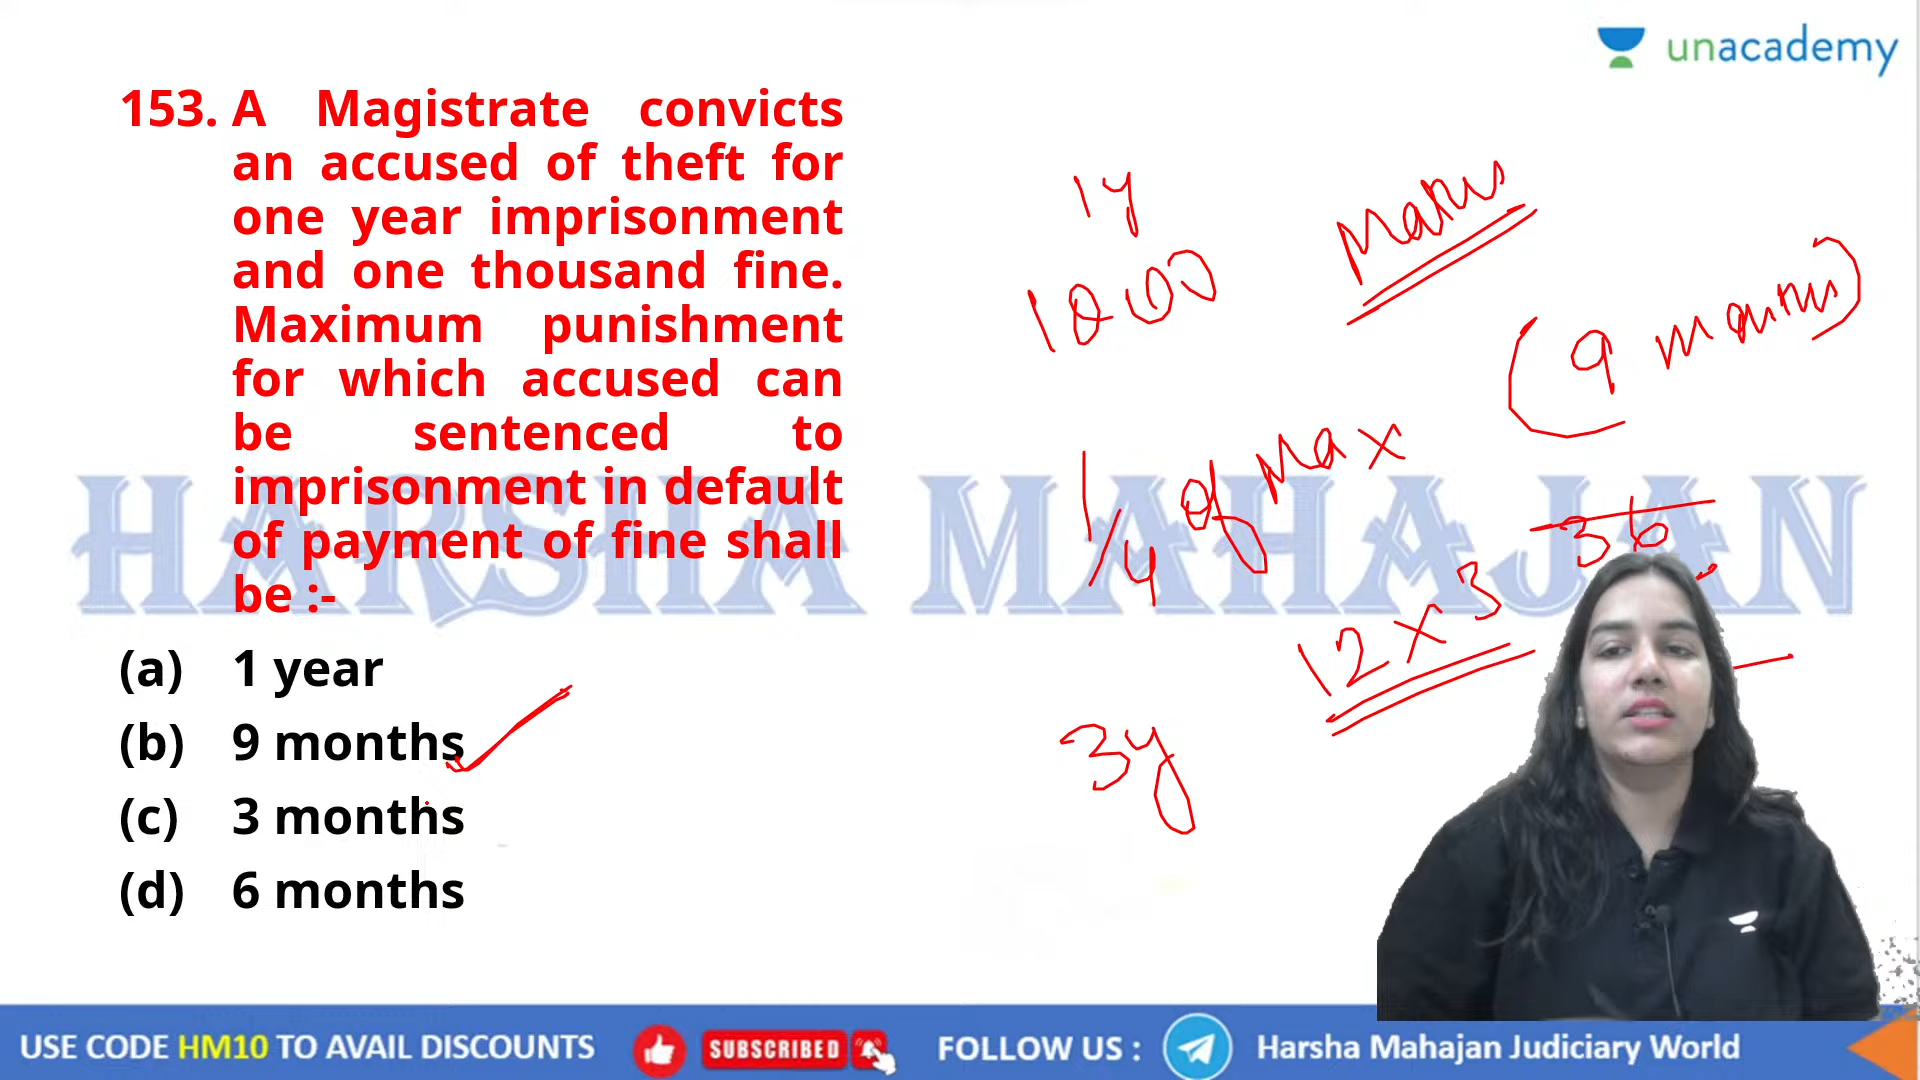 unacademy
153. A Magistrate convicts
an accused of theft for
one year imprisonment
and one thousand fine.
Maximum punishment
for which accused can
be sentenced to
imprisonment in default
of payment of fine shall
be :-
(a) 1 year
(b) 9 months
(c) 3 months
(d) 6 months
1y
1000
(9 months)
1/4 of Max
36
12 x 3
3y
HARSHA MAHAJAN
USE CODE HM10 TO AVAIL DISCOUNTS
SUBSCRIBED
FOLLOW US :
Harsha Mahajan Judiciary World